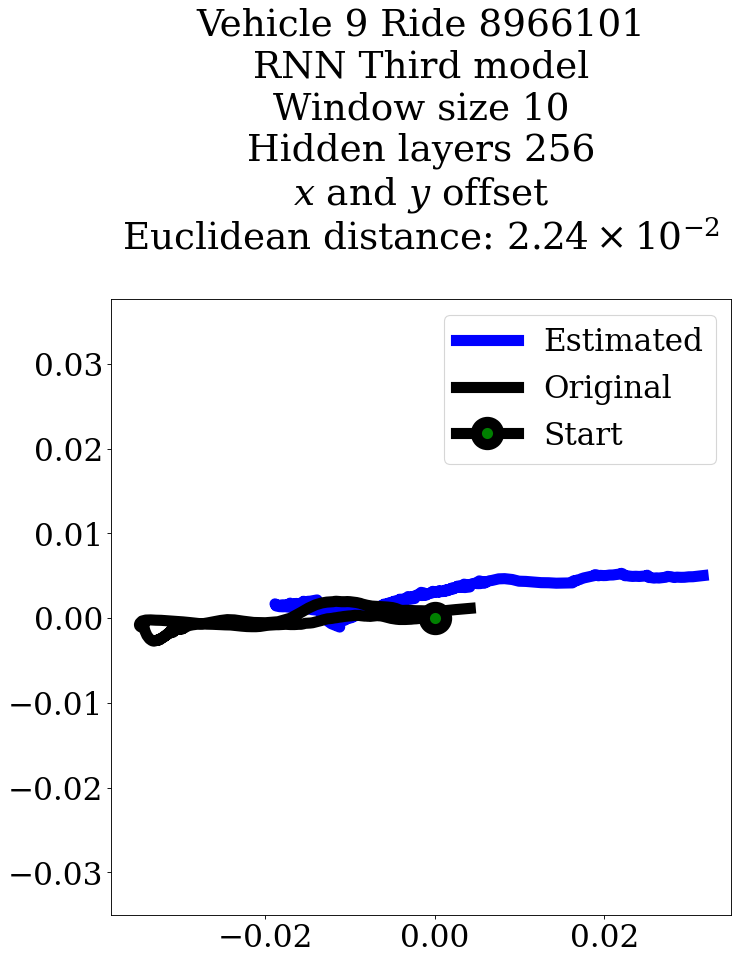 Vehicle 9 Ride 8966101
RNN Third model
Window size 10
Hidden layers 256
x and y offset
Euclidean distance: 2.24 × 10⁻²
Estimated
Original
Start
0.03
0.02
0.01
0.00
−0.01
−0.02
−0.03
−0.02 0.00 0.02